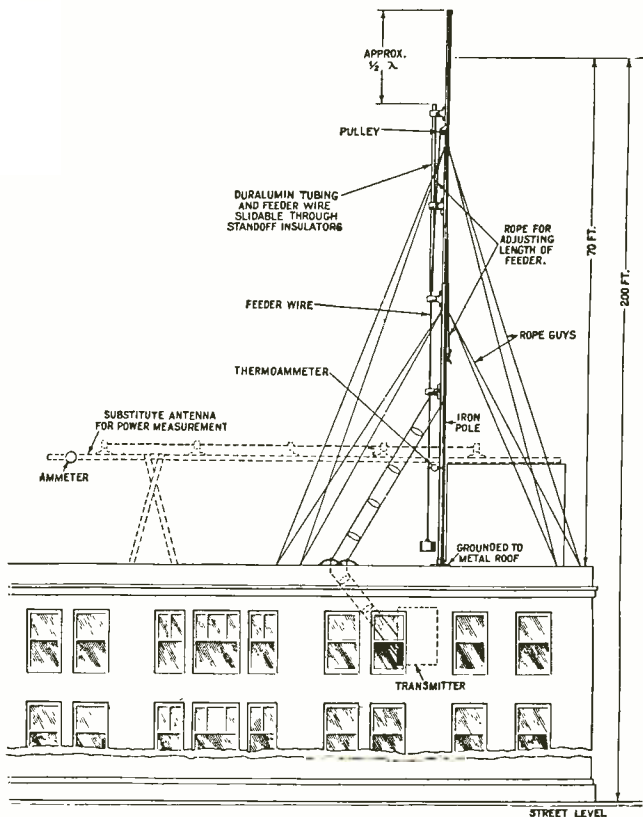 APPROX.
½ λ
PULLEY
DURALUMIN TUBING
AND FEEDER WIRE
SLIDABLE THROUGH
STANDOFF INSULATORS
ROPE FOR
ADJUSTING
LENGTH OF
FEEDER.
70 FT.
200 FT.
FEEDER WIRE
ROPE GUYS
THERMOAMMETER
SUBSTITUTE ANTENNA
FOR POWER MEASUREMENT
IRON
POLE
AMMETER
GROUNDED TO
METAL ROOF
TRANSMITTER
STREET LEVEL